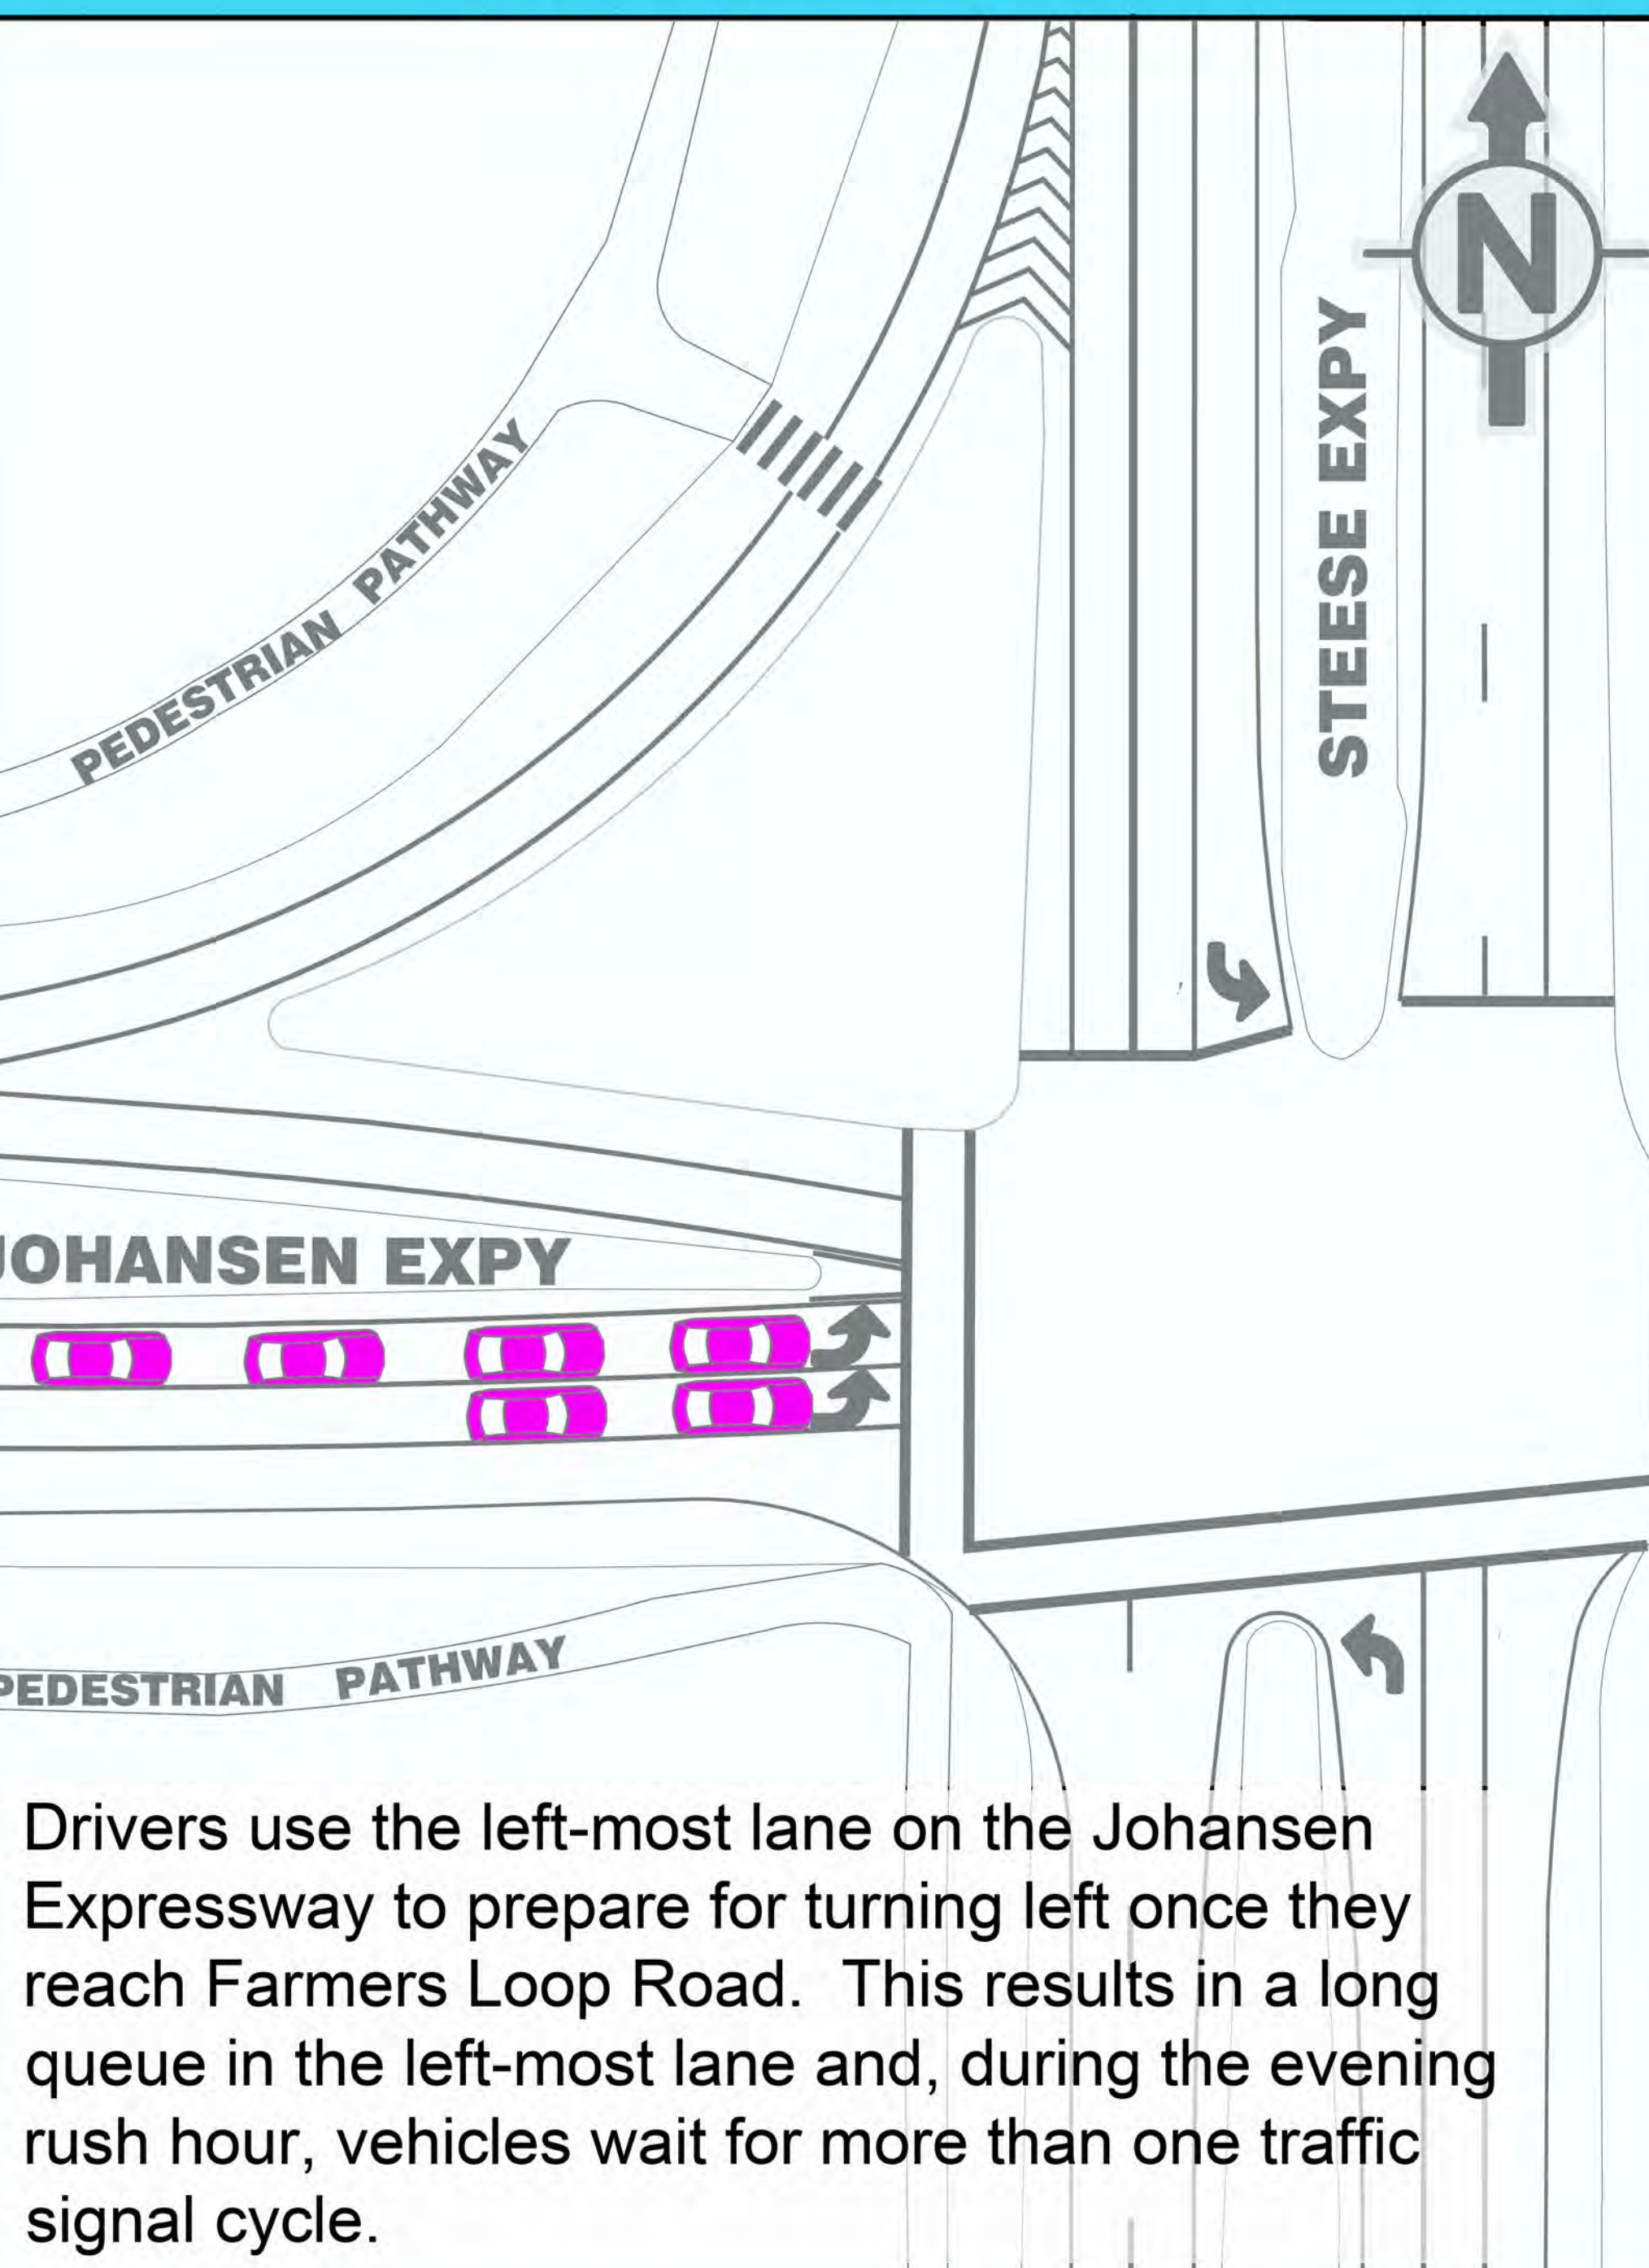 N
STEESE EXPY
PEDESTRIAN PATHWAY
JOHANSEN EXPY
PEDESTRIAN PATHWAY
Drivers use the left-most lane on the Johansen
Expressway to prepare for turning left once they
reach Farmers Loop Road.  This results in a long
queue in the left-most lane and, during the evening
rush hour, vehicles wait for more than one traffic
signal cycle.